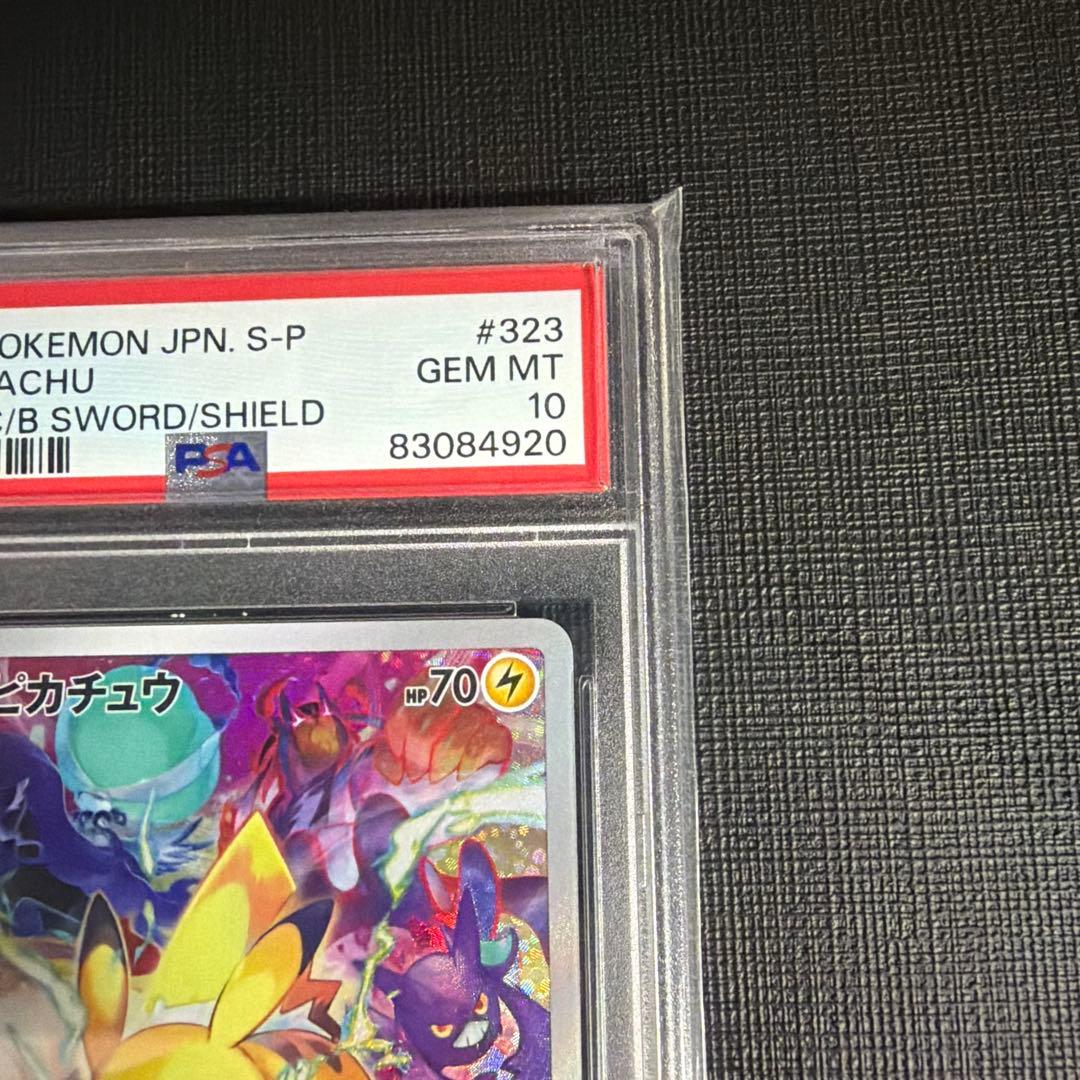 OKEMON JPN. S-P #323
ACHU GEM MT
C/B SWORD/SHIELD 10
PSA 83084920
ピカチュウ HP70